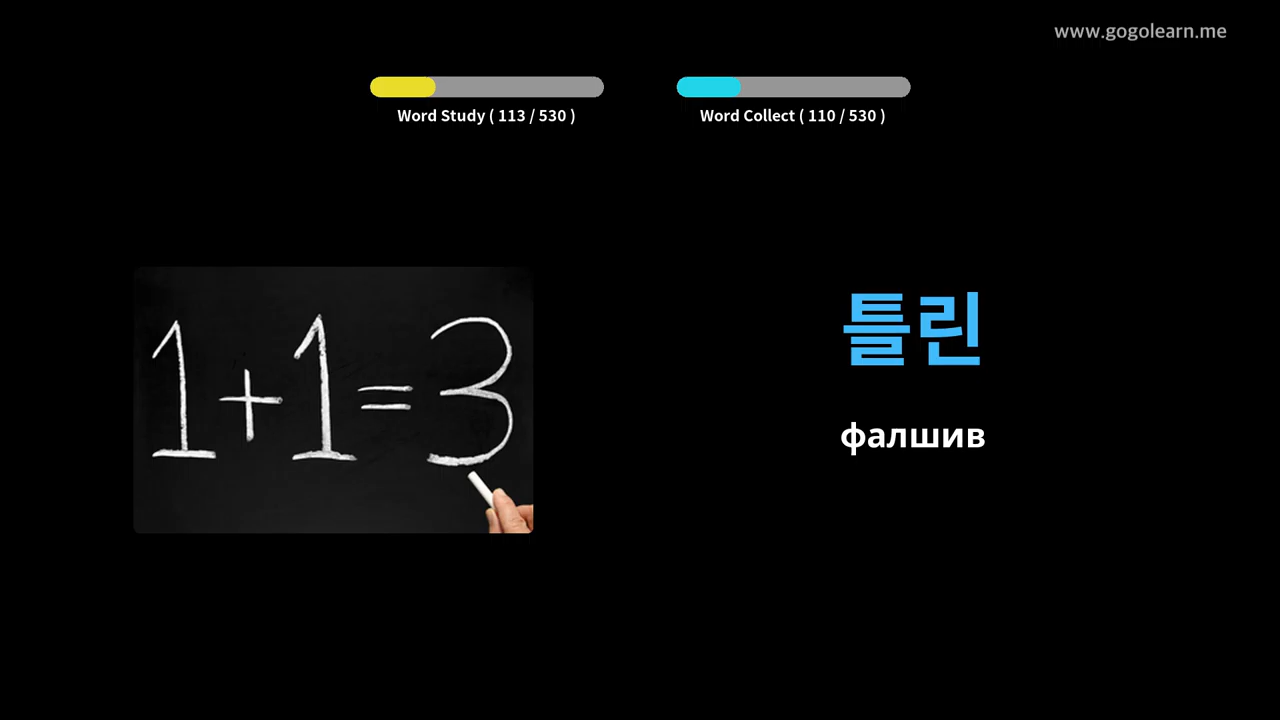 www.gogolearn.me
Word Study ( 113 / 530 )
Word Collect ( 110 / 530 )
1+1=3
틀린
фалшив